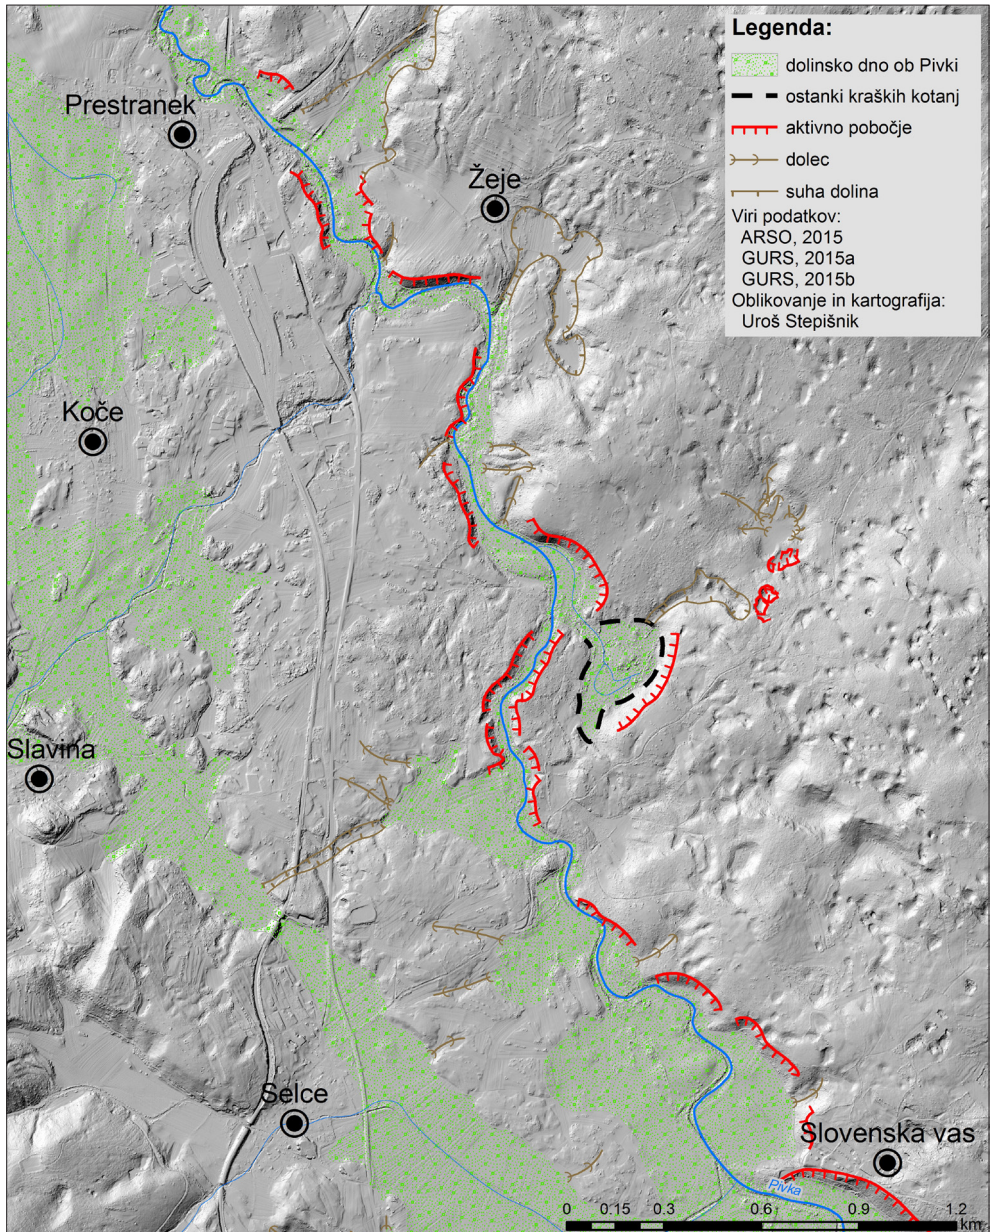 Legenda:
dolinsko dno ob Pivki
ostanki kraških kotanj
aktivno pobočje
dolec
suha dolina
Viri podatkov:
ARSO, 2015
GURS, 2015a
GURS, 2015b
Oblikovanje in kartografija:
Uroš Stepišnik
Prestranek
Žeje
Koče
Slavina
Selce
Slovenska vas
Pivka
0 0.15 0.3 0.6 0.9 1.2
km